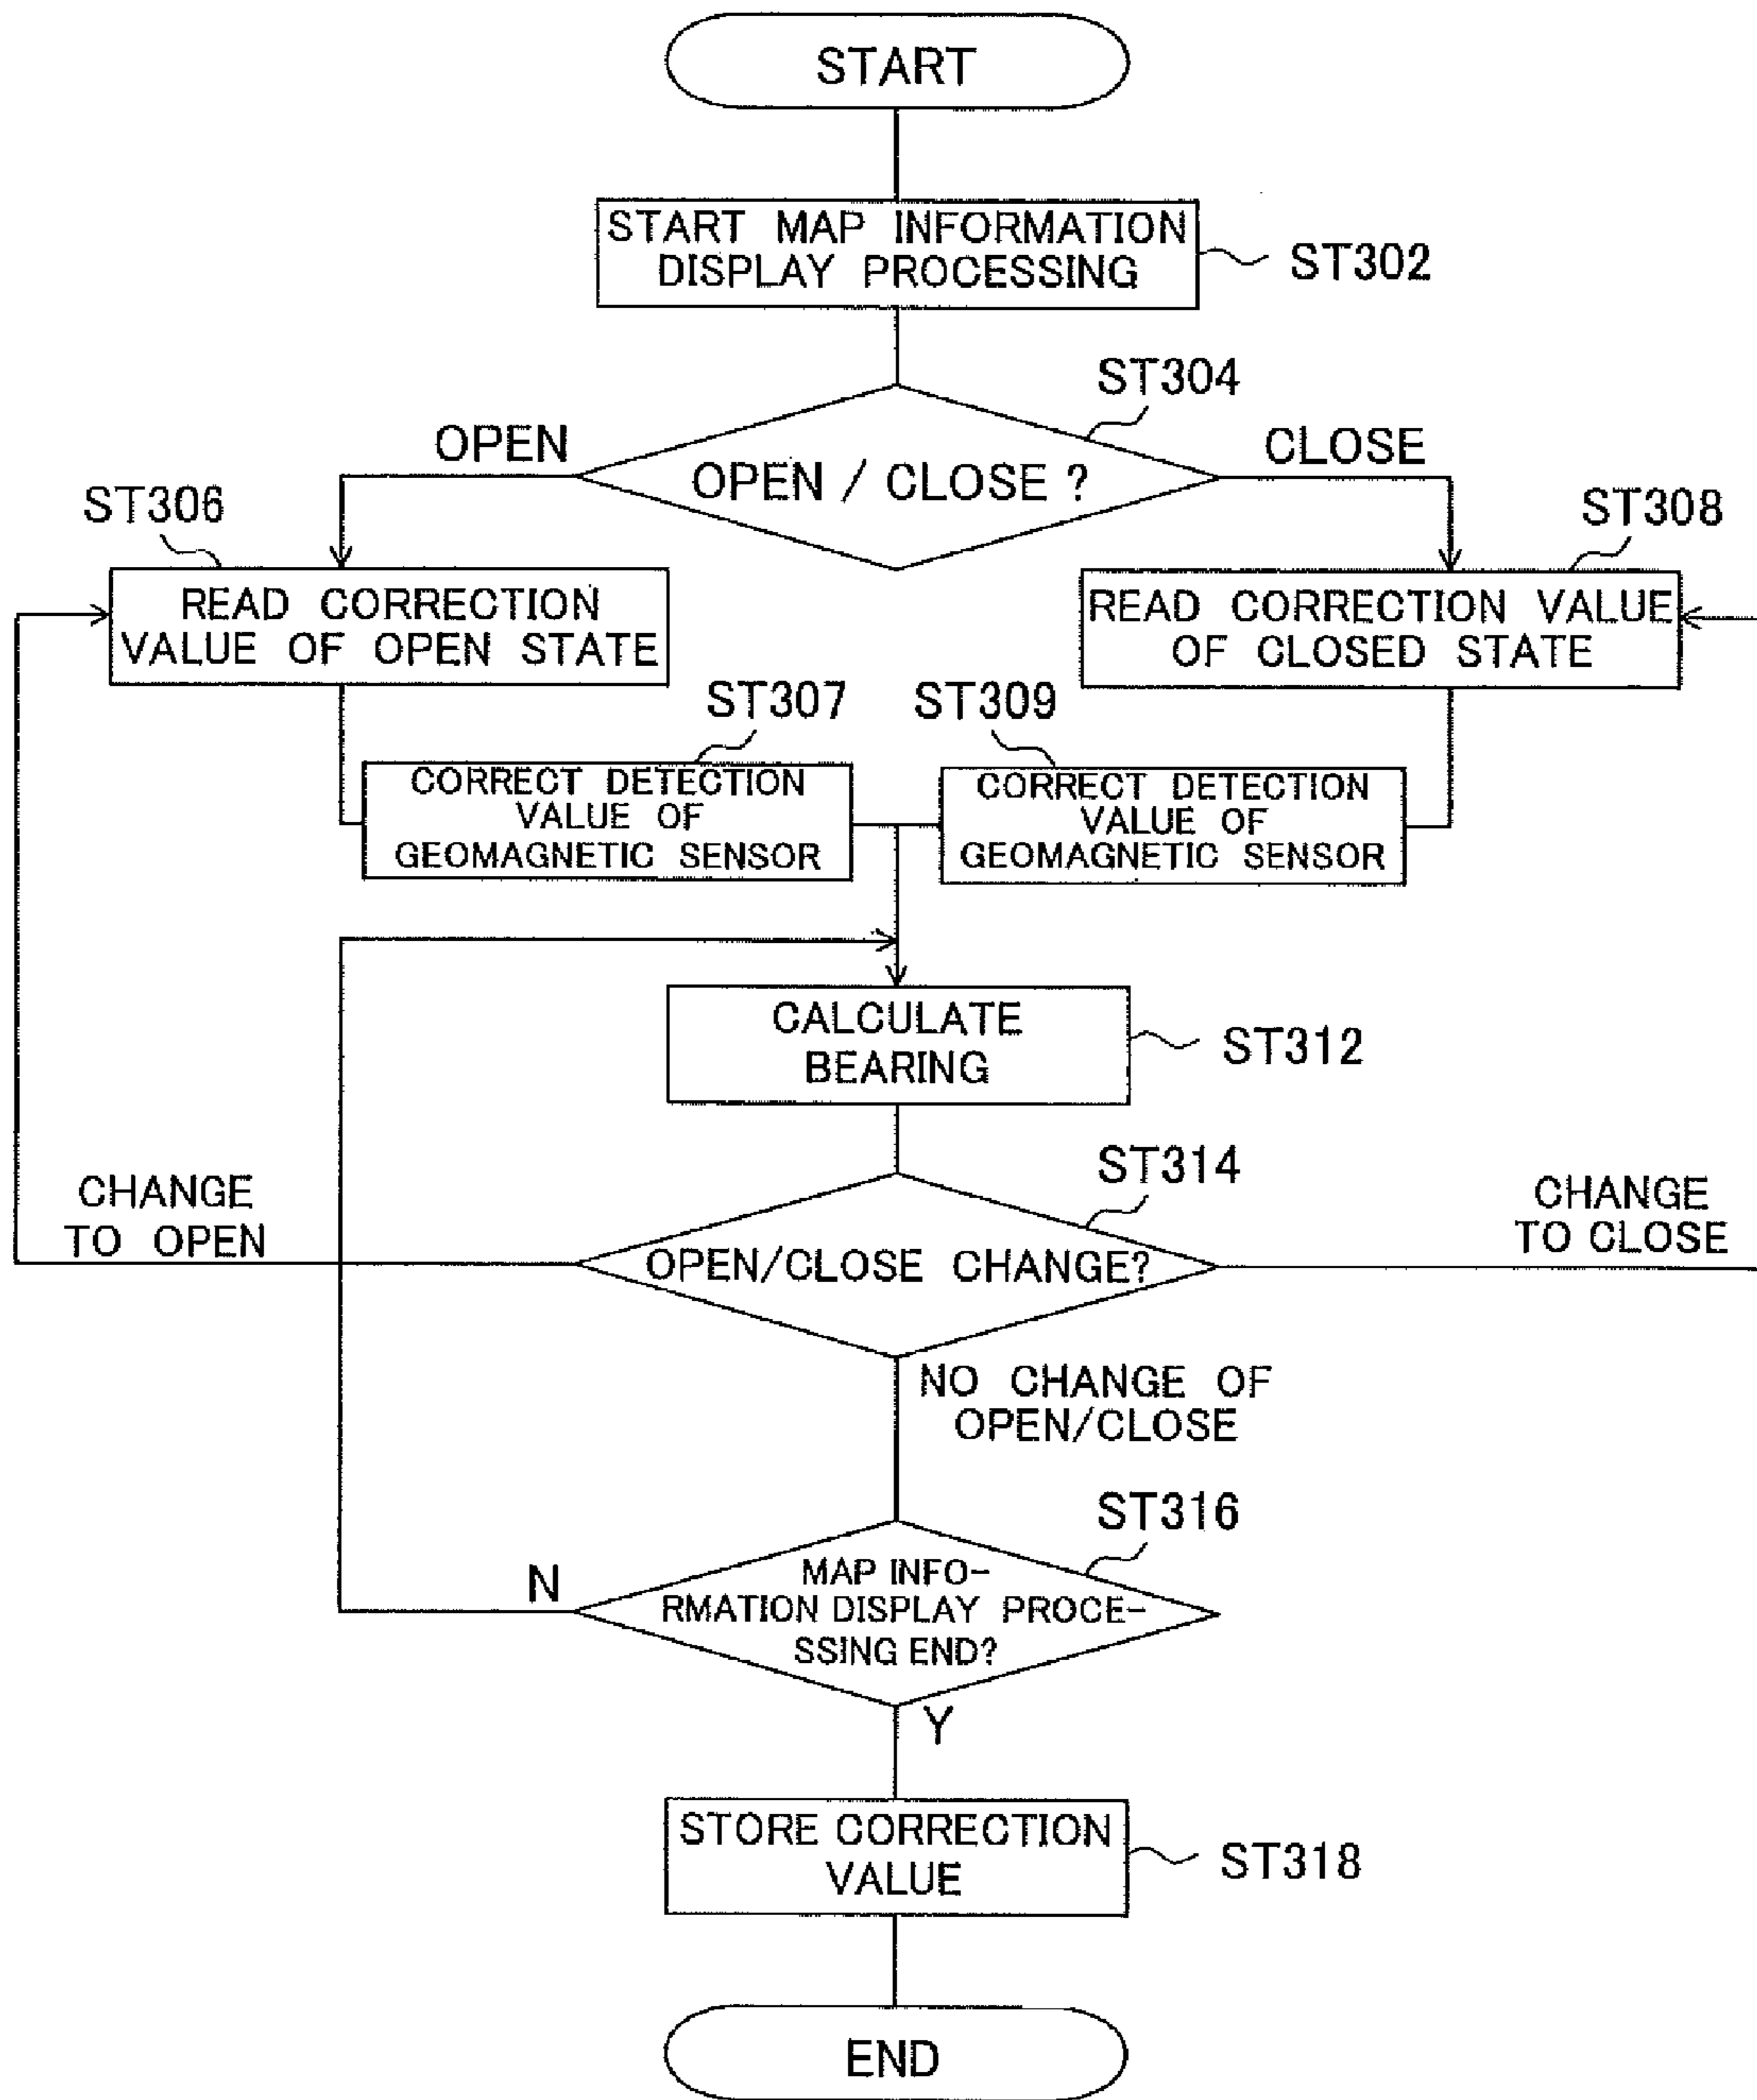 START
START MAP INFORMATION
DISPLAY PROCESSING
ST302
ST304
OPEN
OPEN / CLOSE ?
CLOSE
ST306
ST308
READ CORRECTION
VALUE OF OPEN STATE
READ CORRECTION VALUE
OF CLOSED STATE
ST307
ST309
CORRECT DETECTION
VALUE OF
GEOMAGNETIC SENSOR
CORRECT DETECTION
VALUE OF
GEOMAGNETIC SENSOR
CALCULATE
BEARING
ST312
ST314
CHANGE
TO OPEN
OPEN/CLOSE CHANGE?
CHANGE
TO CLOSE
NO CHANGE OF
OPEN/CLOSE
ST316
N
MAP INFO-
RMATION DISPLAY PROCE-
SSING END?
Y
STORE CORRECTION
VALUE
ST318
END